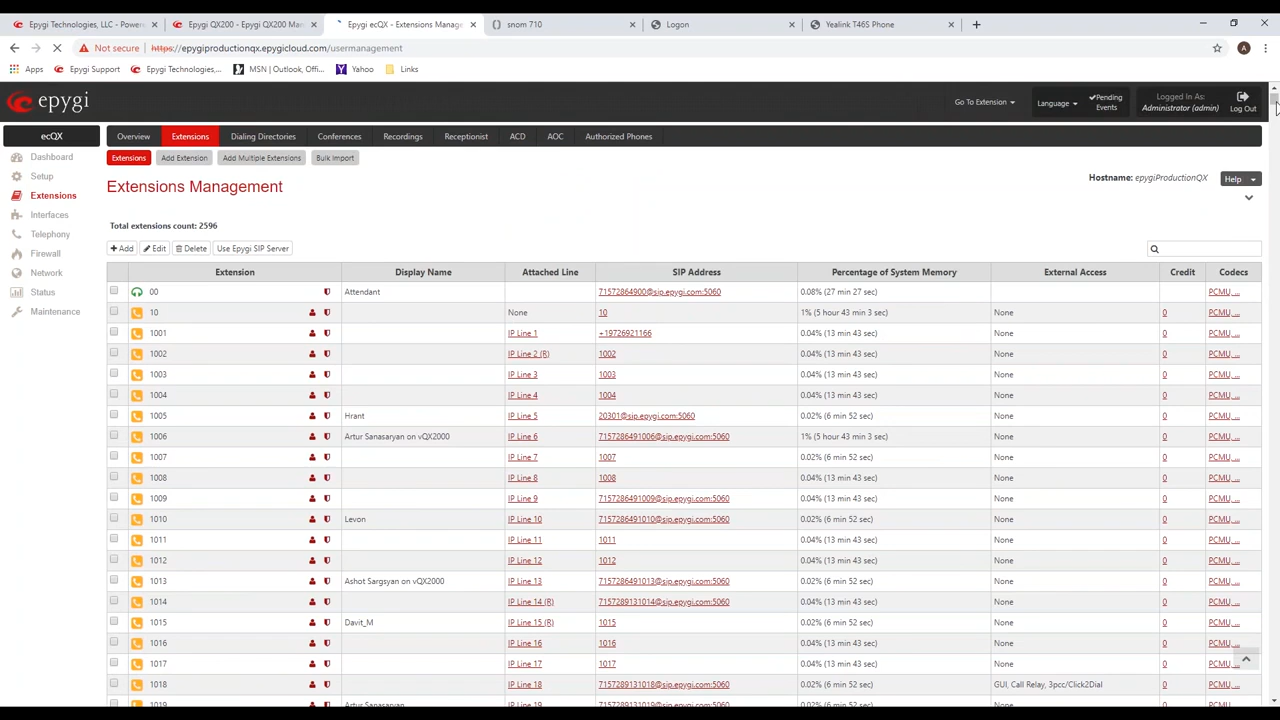 Epygi Technologies, LLC - Power
Epygi QX200 - Epygi QX200 Man
Epygi ecQX - Extensions Manage
snom 710
Logon
Yealink T46S Phone
Not secure
https://epygiproductionqx.epygicloud.com/usermanagement
A
Apps
Epygi Support
Epygi Technologies,...
MSN | Outlook, Offi...
Yahoo
Links
epygi
Go To Extension
Language
Pending Events
Logged In As:
Administrator (admin)
Log Out
ecQX
Overview Extensions Dialing Directories Conferences Recordings Receptionist ACD AOC Authorized Phones
Dashboard
Setup
Extensions
Interfaces
Telephony
Firewall
Network
Status
Maintenance
Extensions Add Extension Add Multiple Extensions Bulk Import
Extensions Management
Hostname: epygiProductionQX
Help
Total extensions count: 2596
Add Edit Delete Use Epygi SIP Server
Extension Display Name Attached Line SIP Address Percentage of System Memory External Access Credit Codecs
00 Attendant 71572864900@sip.epygi.com:5060 0.08% (27 min 27 sec) PCMU, ...
10 None 10 1% (5 hour 43 min 3 sec) None 0 PCMU, ...
1001 IP Line 1 +19726921166 0.04% (13 min 43 sec) None 0 PCMU, ...
1002 IP Line 2 (R) 1002 0.04% (13 min 43 sec) None 0 PCMU, ...
1003 IP Line 3 1003 0.04% (13 min 43 sec) None 0 PCMU, ...
1004 IP Line 4 1004 0.04% (13 min 43 sec) None 0 PCMU, ...
1005 Hrant IP Line 5 20301@sip.epygi.com:5060 0.02% (6 min 52 sec) None 0 PCMU, ...
1006 Artur Sanasaryan on vQX2000 IP Line 6 7157286491006@sip.epygi.com:5060 1% (5 hour 43 min 3 sec) None 0 PCMU, ...
1007 IP Line 7 1007 0.02% (6 min 52 sec) None 0 PCMU, ...
1008 IP Line 8 1008 0.04% (13 min 43 sec) None 0 PCMU, ...
1009 IP Line 9 7157286491009@sip.epygi.com:5060 0.04% (13 min 43 sec) None 0 PCMU, ...
1010 Levon IP Line 10 7157286491010@sip.epygi.com:5060 0.02% (6 min 52 sec) None 0 PCMU, ...
1011 IP Line 11 1011 0.04% (13 min 43 sec) None 0 PCMU, ...
1012 IP Line 12 1012 0.04% (13 min 43 sec) None 0 PCMU, ...
1013 Ashot Sargsyan on vQX2000 IP Line 13 7157286491013@sip.epygi.com:5060 0.02% (6 min 52 sec) None 0 PCMU, ...
1014 IP Line 14 (R) 7157289131014@sip.epygi.com:5060 0.04% (13 min 43 sec) None 0 PCMU, ...
1015 Davit_M IP Line 15 (R) 1015 0.02% (6 min 52 sec) None 0 PCMU, ...
1016 IP Line 16 1016 0.04% (13 min 43 sec) None 0 PCMU, ...
1017 IP Line 17 1017 0.04% (13 min 43 sec) None 0 PCMU, ...
1018 IP Line 18 7157289131018@sip.epygi.com:5060 0.02% (6 min 52 sec) GUI, Call Relay, 3pcc/Click2Dial 0 PCMU, ...
1019 Artur Sanasaryan IP Line 19